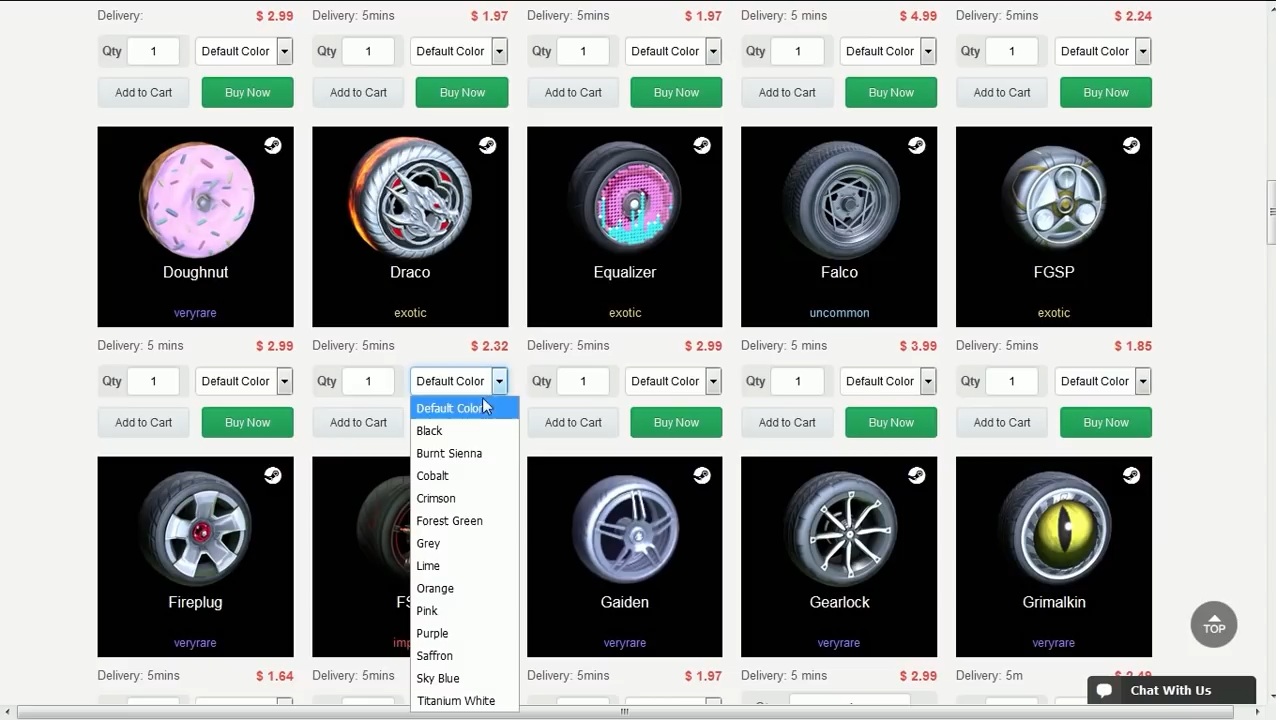 Delivery: $ 2.99 Delivery: 5mins $ 1.97 Delivery: 5mins $ 1.97 Delivery: 5 mins $ 4.99 Delivery: 5mins $ 2.24
Qty 1 Default Color Qty 1 Default Color Qty 1 Default Color Qty 1 Default Color Qty 1 Default Color
Add to Cart Buy Now Add to Cart Buy Now Add to Cart Buy Now Add to Cart Buy Now Add to Cart Buy Now
Doughnut Draco Equalizer Falco FGSP
veryrare exotic exotic uncommon exotic
Delivery: 5 mins $ 2.99 Delivery: 5mins $ 2.32 Delivery: 5mins $ 2.99 Delivery: 5 mins $ 3.99 Delivery: 5mins $ 1.85
Qty 1 Default Color Qty 1 Default Color Qty 1 Default Color Qty 1 Default Color Qty 1 Default Color
Add to Cart Buy Now Add to Cart Add to Cart Buy Now Add to Cart Buy Now Add to Cart Buy Now
Default Color
Black
Burnt Sienna
Cobalt
Crimson
Forest Green
Grey
Lime
Orange
Pink
Purple
Saffron
Sky Blue
Titanium White
Fireplug Gaiden Gearlock Grimalkin
veryrare veryrare veryrare veryrare
Delivery: 5mins $ 1.64 Delivery: 5mins Delivery: 5mins $ 1.97 Delivery: 5mins $ 2.99 Delivery: 5m
TOP
Chat With Us